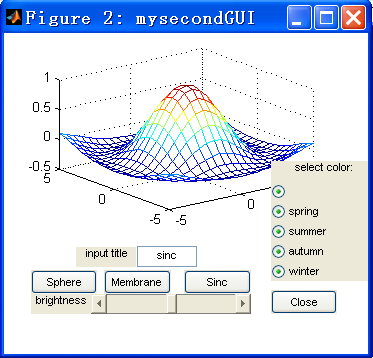 Figure 2: mysecondGUI
1
0.5
0
-0.5
5
0
-5
-5
0
select color:
spring
summer
autumn
winter
input title
sinc
Sphere
Membrane
Sinc
brightness
Close